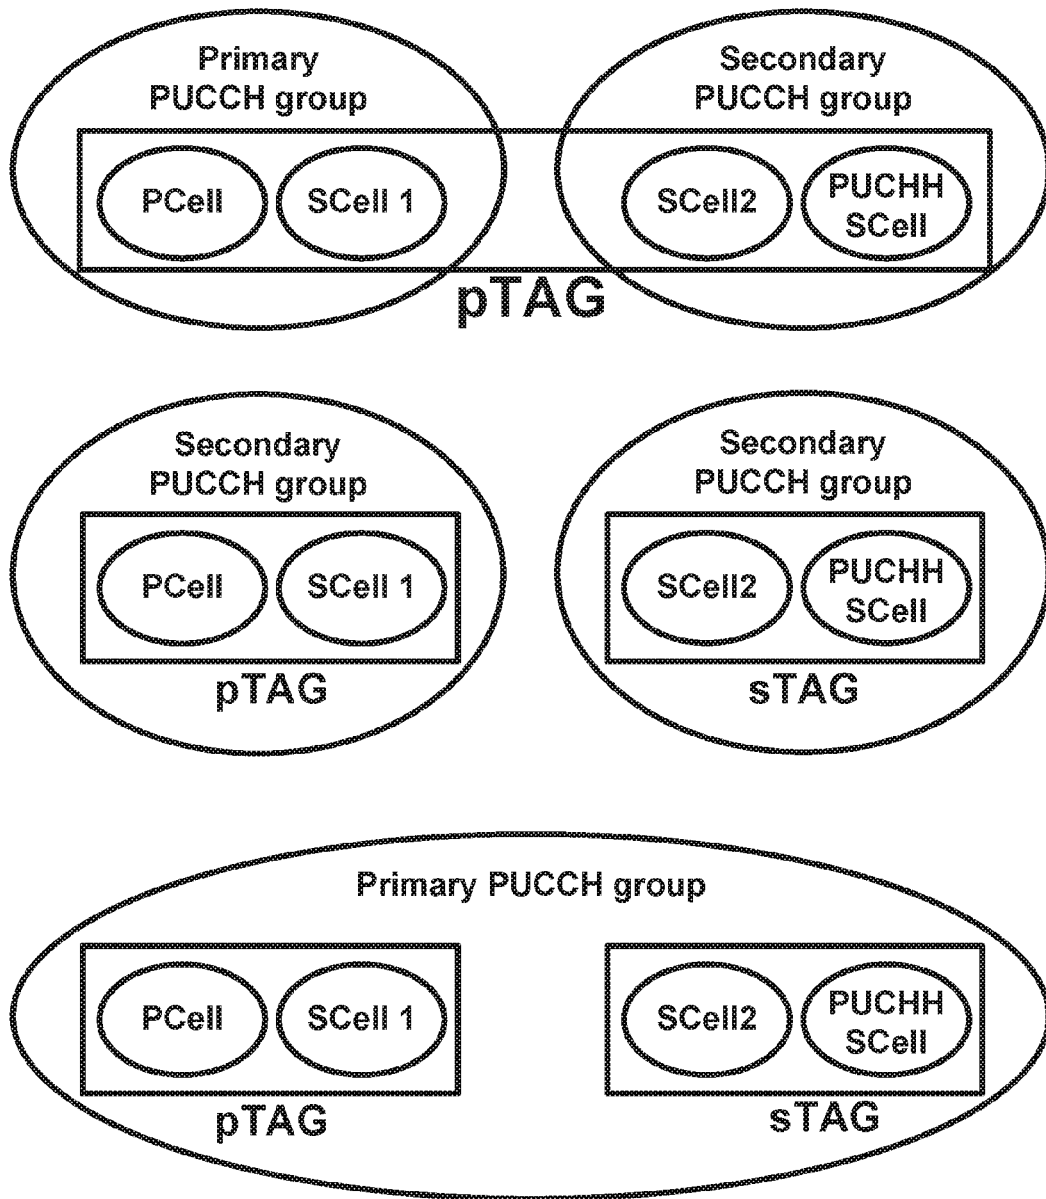 Primary
PUCCH group
Secondary
PUCCH group
PCell
SCell 1
SCell2
PUCHH
SCell
pTAG
Secondary
PUCCH group
Secondary
PUCCH group
PCell
SCell 1
SCell2
PUCHH
SCell
pTAG
sTAG
Primary PUCCH group
PCell
SCell 1
SCell2
PUCHH
SCell
pTAG
sTAG